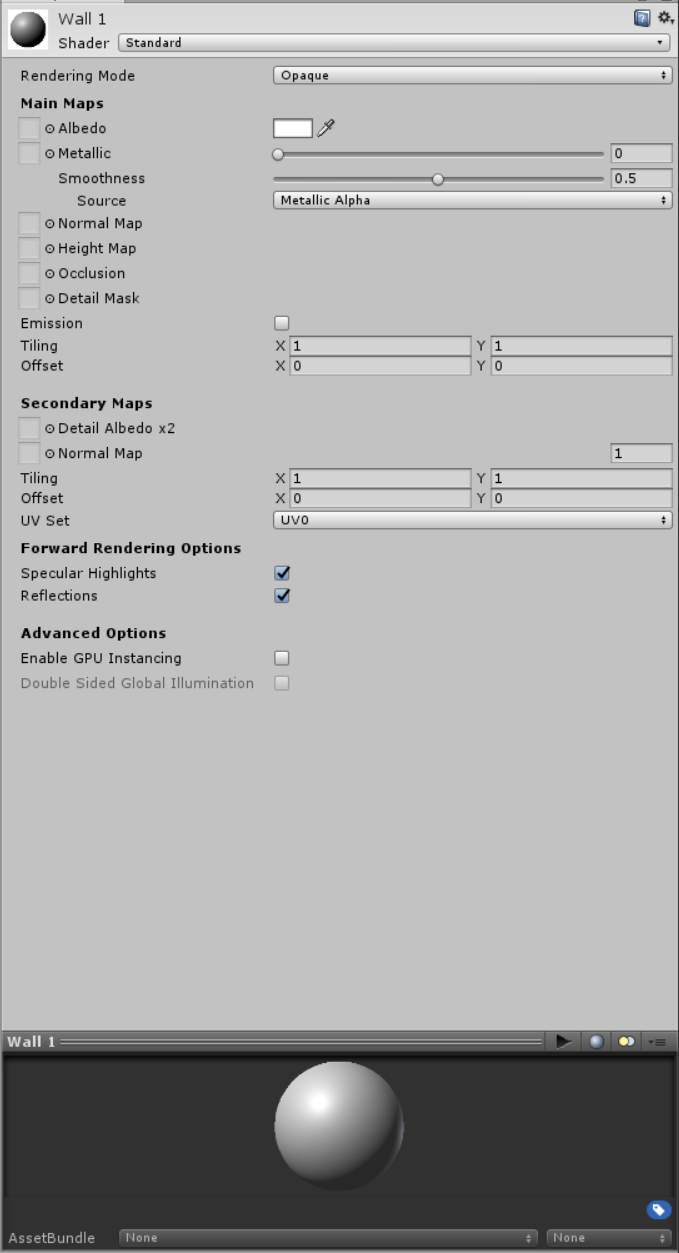 Wall 1
Shader Standard
Rendering Mode Opaque
Main Maps
Albedo
Metallic 0
Smoothness 0.5
Source Metallic Alpha
Normal Map
Height Map
Occlusion
Detail Mask
Emission
Tiling X 1 Y 1
Offset X 0 Y 0
Secondary Maps
Detail Albedo x2
Normal Map 1
Tiling X 1 Y 1
Offset X 0 Y 0
UV Set UV0
Forward Rendering Options
Specular Highlights
Reflections
Advanced Options
Enable GPU Instancing
Double Sided Global Illumination
Wall 1
AssetBundle None None